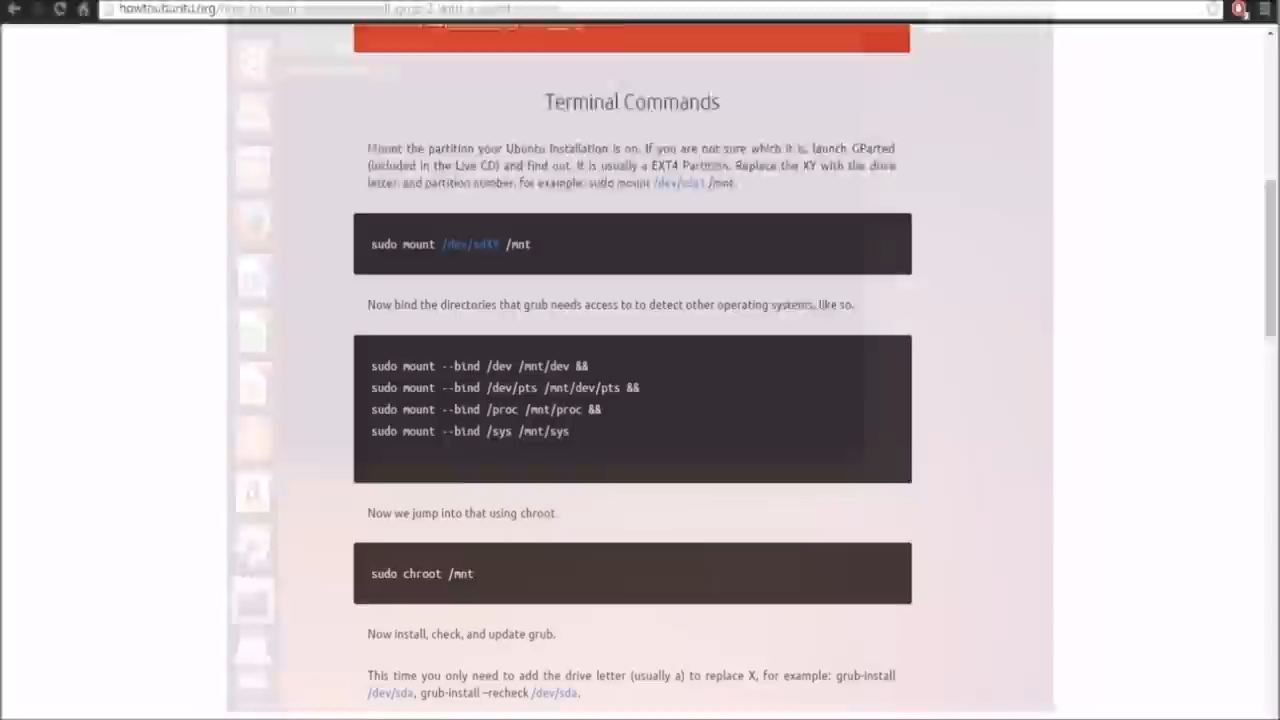 howtoubuntu.org/
Terminal Commands
Mount the partition your Ubuntu Installation is on. If you are not sure which it is, launch GParted
(included in the Live CD) and find out. It is usually a EXT4 Partition. Replace the XY with the drive
letter, and partition number, for example: sudo mount /dev/sda1 /mnt.
sudo mount /dev/sdXY /mnt
Now bind the directories that grub needs access to to detect other operating systems, like so.
sudo mount --bind /dev /mnt/dev &&
sudo mount --bind /dev/pts /mnt/dev/pts &&
sudo mount --bind /proc /mnt/proc &&
sudo mount --bind /sys /mnt/sys
Now we jump into that using chroot.
sudo chroot /mnt
Now install, check, and update grub.
This time you only need to add the drive letter (usually a) to replace X, for example: grub-install
/dev/sda, grub-install –recheck /dev/sda.